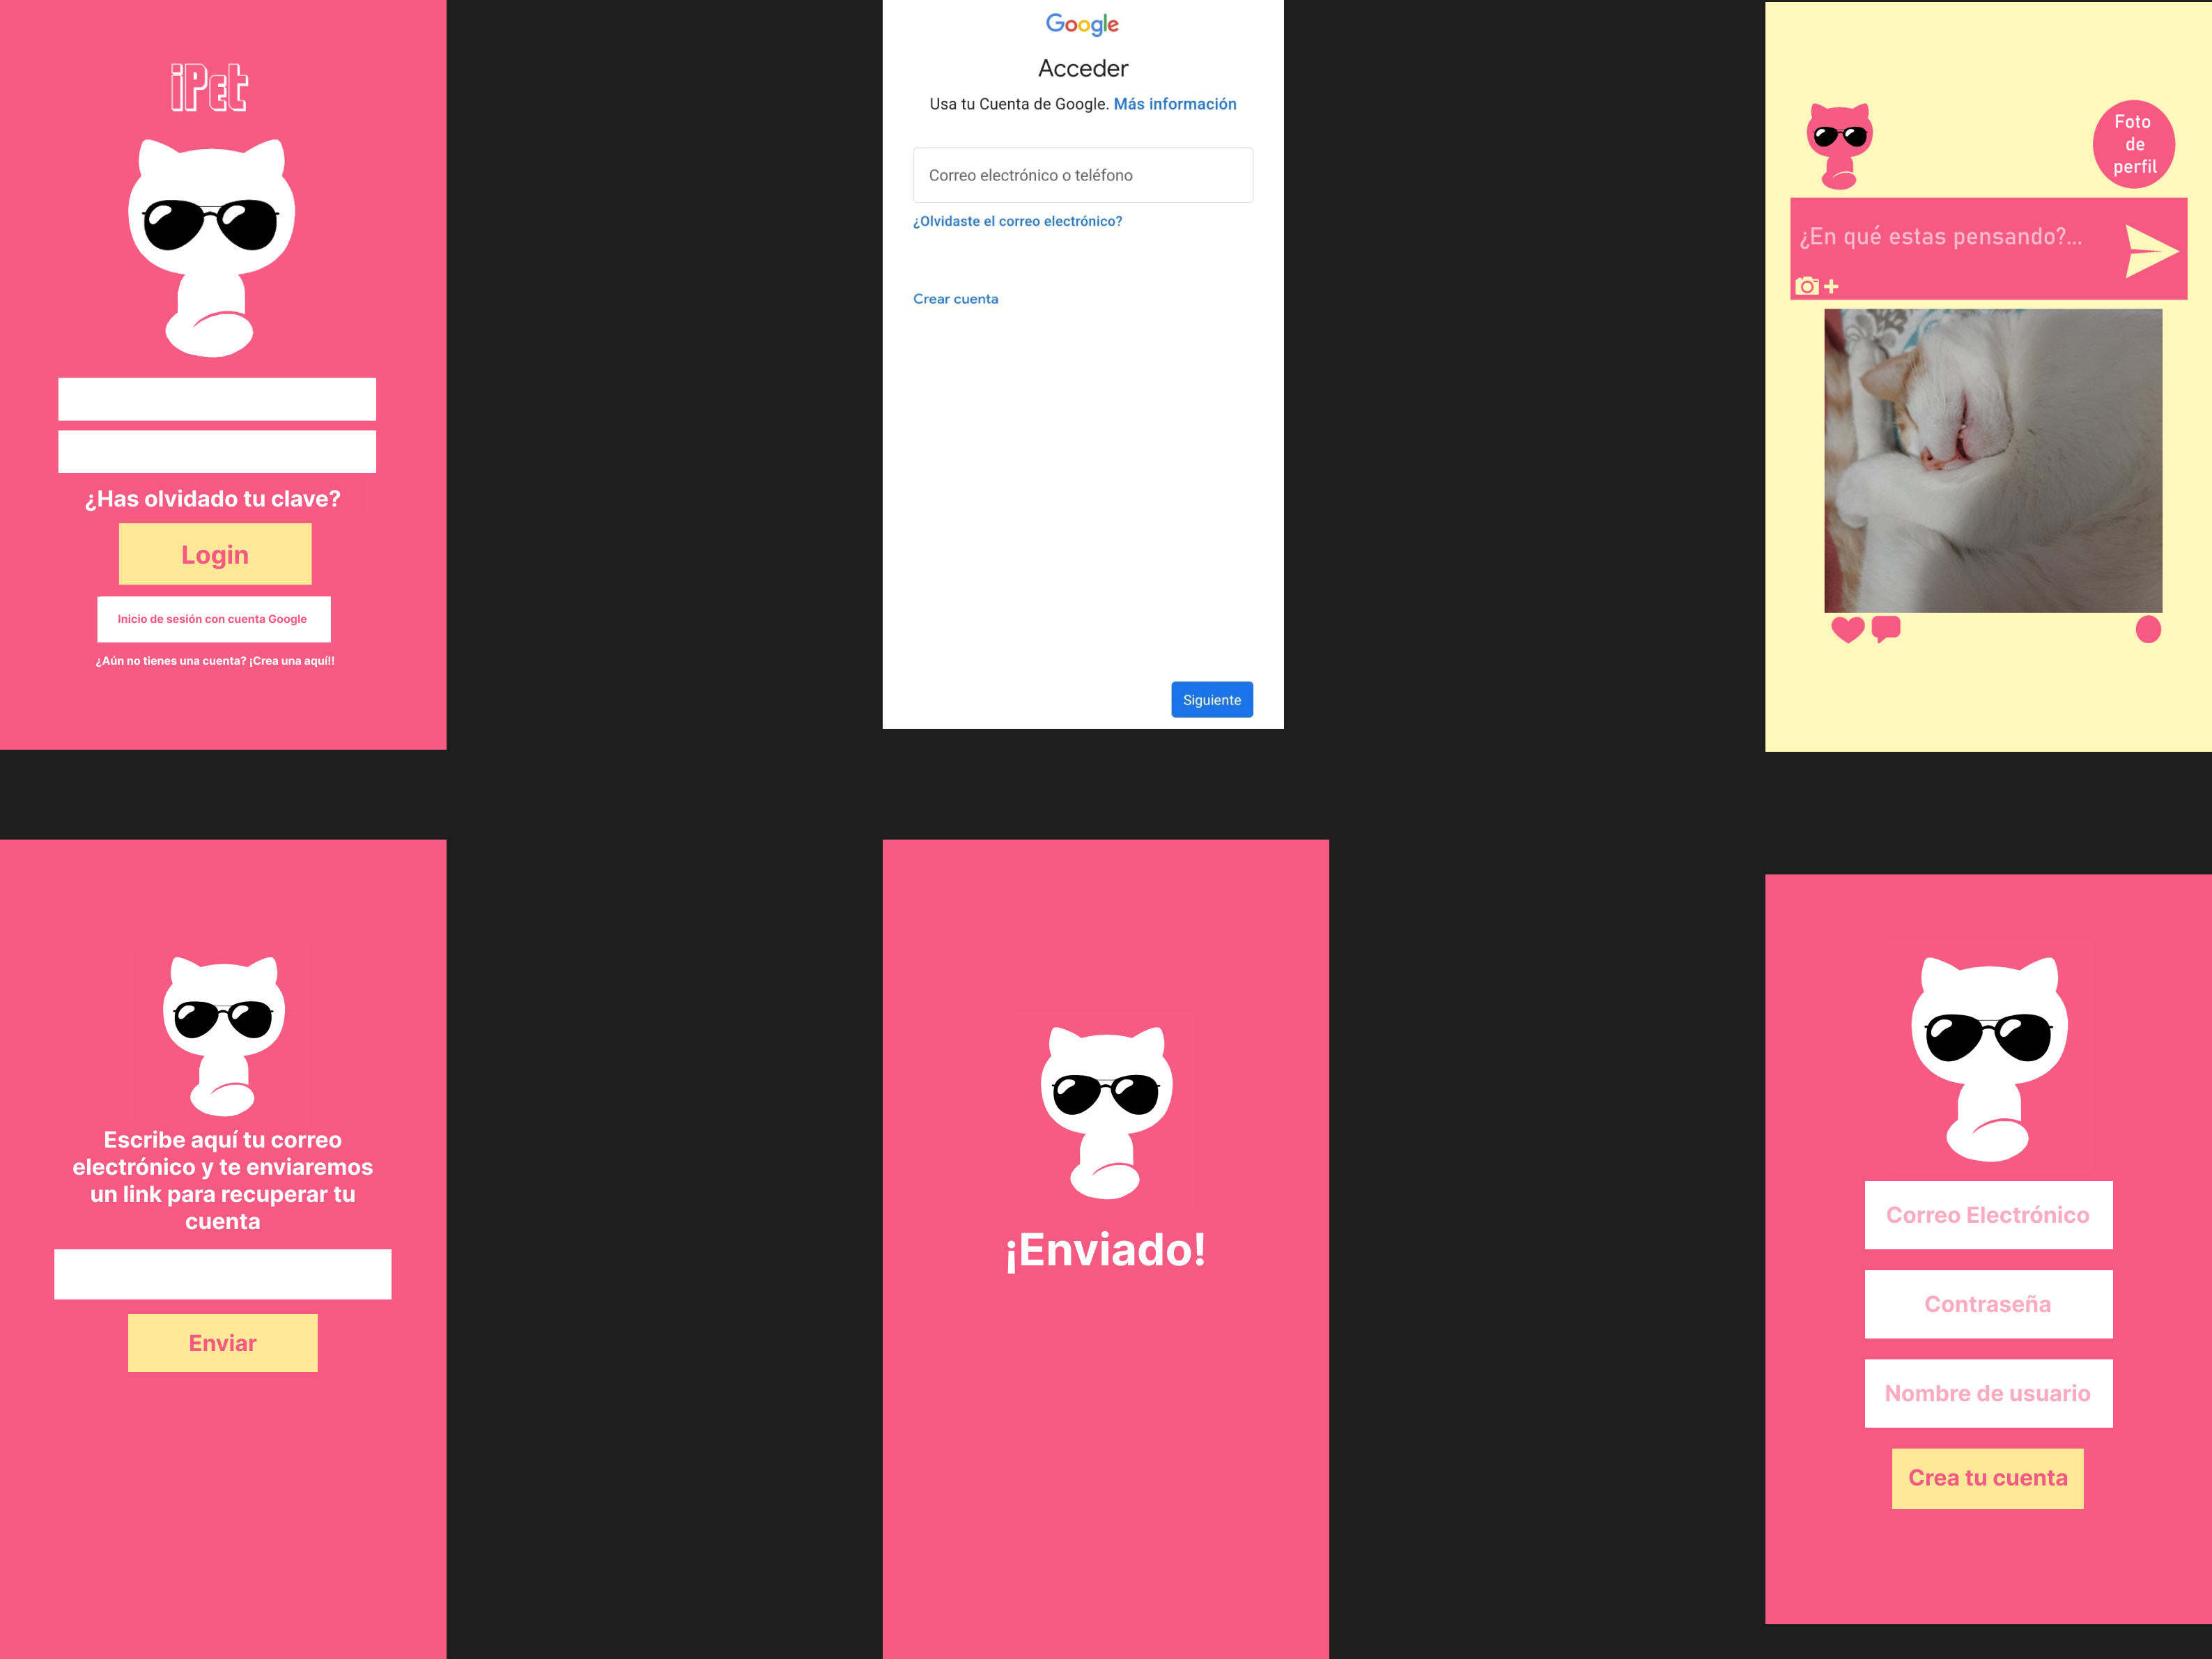 iPet
¿Has olvidado tu clave?
Login
Inicio de sesión con cuenta Google
¿Aún no tienes una cuenta? ¡Crea una aquí!!
Google
Acceder
Usa tu Cuenta de Google. Más información
Correo electrónico o teléfono
¿Olvidaste el correo electrónico?
Crear cuenta
Siguiente
Foto
de
perfil
¿En qué estas pensando?...
Escribe aquí tu correo
electrónico y te enviaremos
un link para recuperar tu
cuenta
Enviar
¡Enviado!
Correo Electrónico
Contraseña
Nombre de usuario
Crea tu cuenta